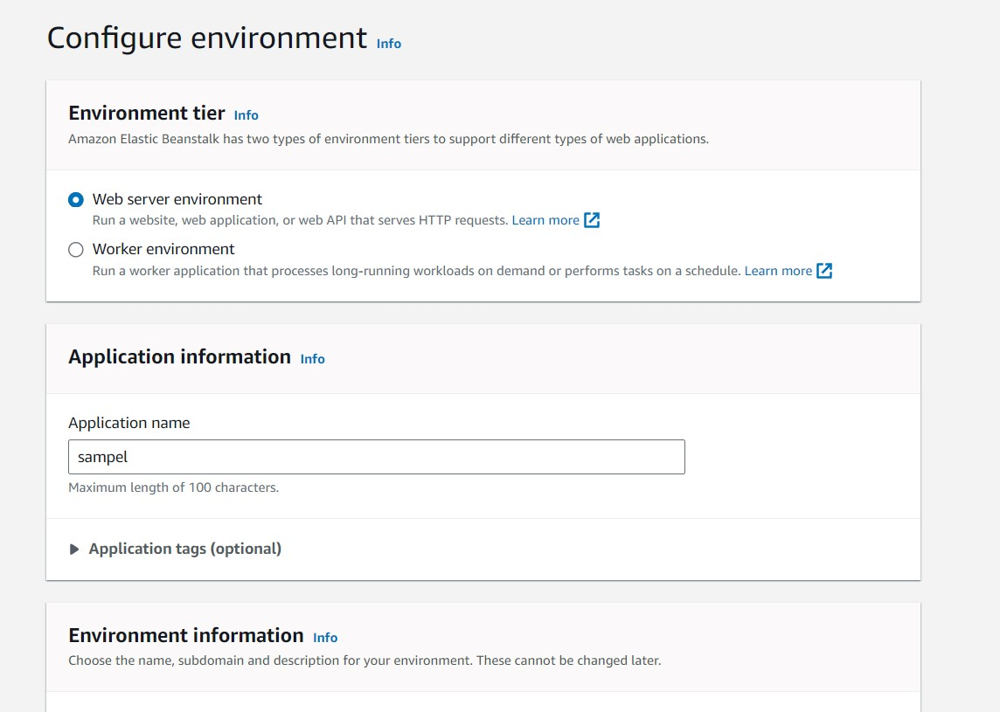 Configure environment Info
Environment tier Info
Amazon Elastic Beanstalk has two types of environment tiers to support different types of web applications.
Web server environment
Run a website, web application, or web API that serves HTTP requests. Learn more
Worker environment
Run a worker application that processes long-running workloads on demand or performs tasks on a schedule. Learn more
Application information Info
Application name
sampel
Maximum length of 100 characters.
Application tags (optional)
Environment information Info
Choose the name, subdomain and description for your environment. These cannot be changed later.